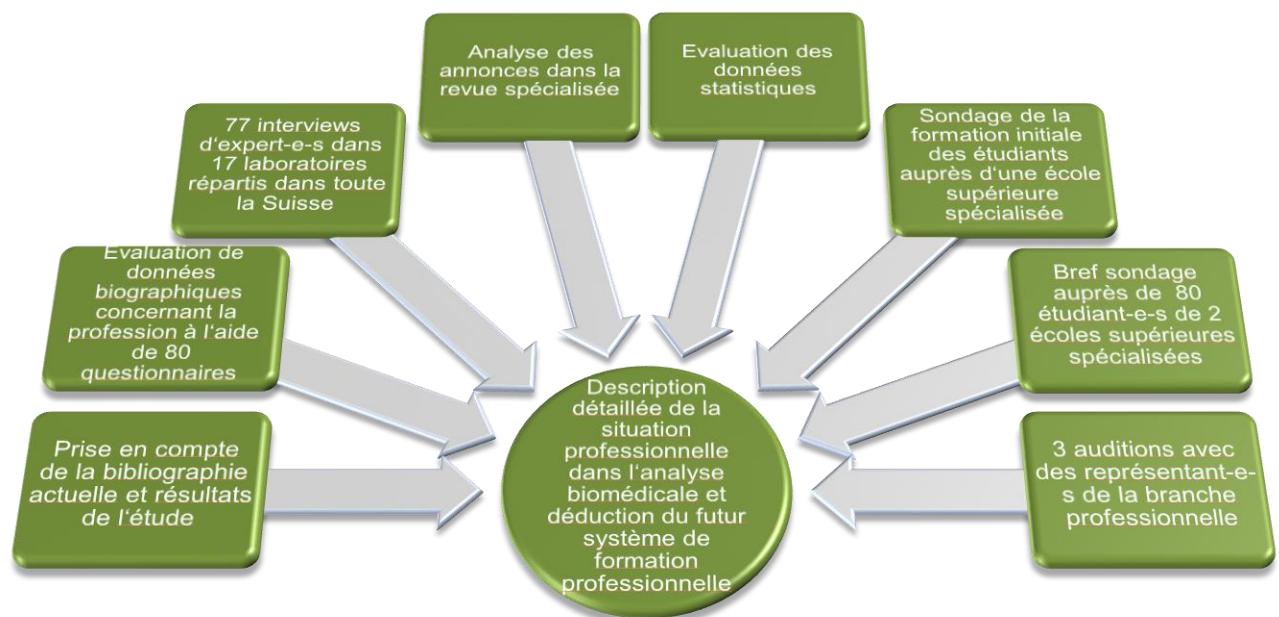 Analyse des
annonces dans la
revue spécialisée
Evaluation des
données
statistiques
77 interviews
d'expert-e-s dans
17 laboratoires
répartis dans toute
la Suisse
Sondage de la
formation initiale
des étudiants
auprès d'une école
supérieure
spécialisée
Evaluation de
données
biographiques
concernant la
profession à l'aide
de 80
questionnaires
Bref sondage
auprès de 80
étudiant-e-s de 2
écoles supérieures
spécialisées
Prise en compte
de la bibliographie
actuelle et résultats
de l'étude
Description
détaillée de la
situation
professionnelle
dans l'analyse
biomédicale et
déduction du futur
système de
formation
professionnelle
3 auditions avec
des représentant-e-
s de la branche
professionnelle